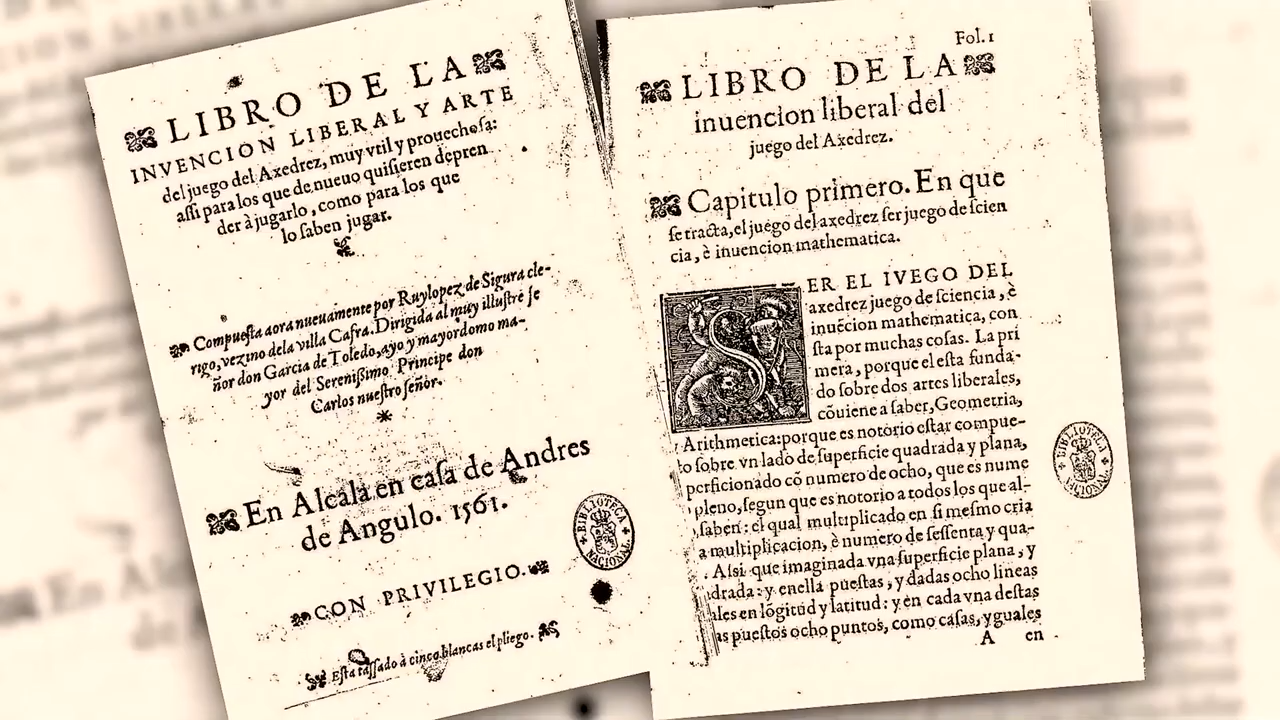 LIBRO DE LA
INVENCION LIBERAL Y ARTE
del juego del Axedrez, muy vtil y prouechosa:
assi para los que de nueuo quisieren depren
der à jugarlo, como para los que
lo saben jugar.
Compuesta aora nueuamente por Ruylopez de Sigura cle-
rigo, vezino dela villa Cafra. Dirigida al muy illustre se
ñor don Garcia de Toledo, ayo y mayordomo ma-
yor del Serenißimo Principe don
Carlos nuestro señor.
*
En Alcala en casa de Andres
de Angulo. 1561.
BIBLIOTECA NACIONAL
CON PRIVILEGIO.
Esta tassado à cinco blancas el pliego.
Fol. 1
LIBRO DE LA
inuencion liberal del
juego del Axedrez.
Capitulo primero. En que
se tracta, el juego del axedrez ser juego de scien
cia, è inuencion mathematica.
SER EL IVEGO DEL
axedrez juego de sciencia, è
inuēcion mathematica, con
sta por muchas cosas. La pri
mera, porque el esta funda-
do sobre dos artes liberales,
cōuiene a saber, Geometria,
Arithmetica: porque es notorio estar compue-
to sobre vn lado de superficie quadrada y plana,
perficionado cō numero de ocho, que es nume
pleno, segun que es notorio a todos los que al-
saben: el qual multiplicado en si mesmo cria
a multiplicacion, è numero de sessenta y qua-
. Alsi que imaginada vna superficie plana, y
drada: y enella puestas, y dadas ocho lineas
ales en lōgitud y latitud: y en cada vna destas
as puestos ocho puntos, como casas, yguales
A en
BIBLIOTECA NACIONAL